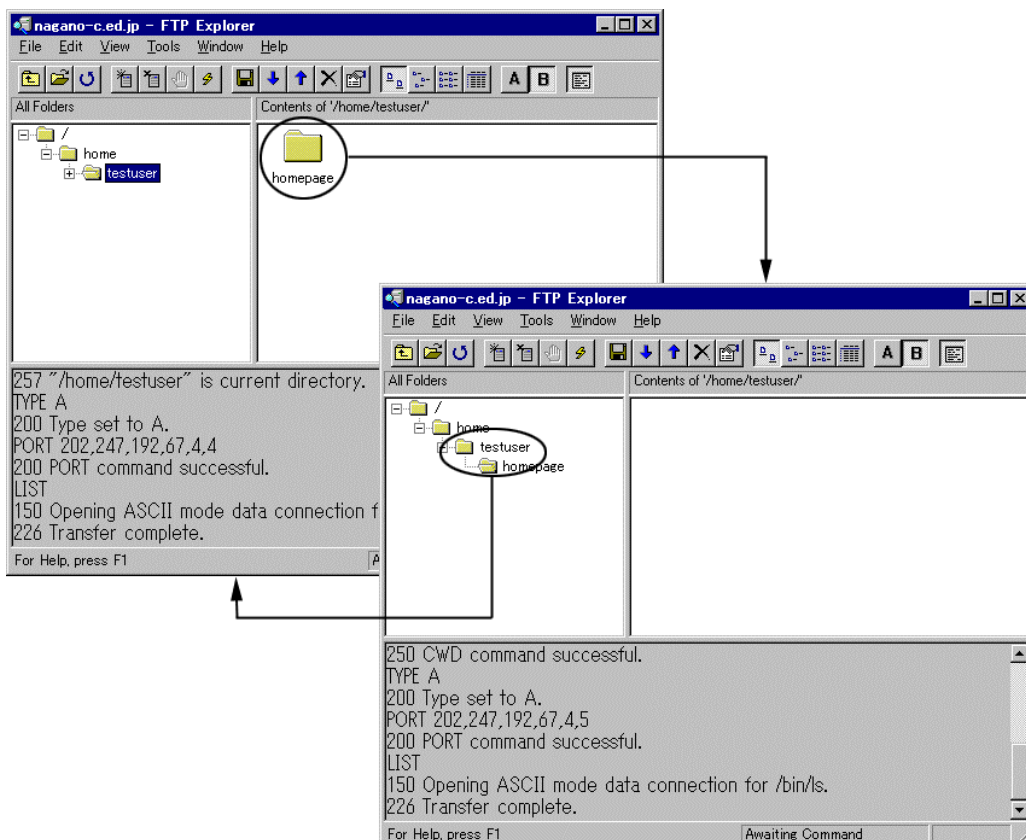 nagano-c.ed.jp - FTP Explorer
File Edit View Tools Window Help
A B
All Folders
Contents of '/home/testuser/'
/
home
testuser
homepage
257 "/home/testuser" is current directory.
TYPE A
200 Type set to A.
PORT 202,247,192,67,4,4
200 PORT command successful.
LIST
150 Opening ASCII mode data connection f
226 Transfer complete.
For Help, press F1
A
nagano-c.ed.jp - FTP Explorer
File Edit View Tools Window Help
A B
All Folders
Contents of '/home/testuser/'
/
home
testuser
homepage
250 CWD command successful.
TYPE A
200 Type set to A.
PORT 202,247,192,67,4,5
200 PORT command successful.
LIST
150 Opening ASCII mode data connection for /bin/ls.
226 Transfer complete.
For Help, press F1
Awaiting Command